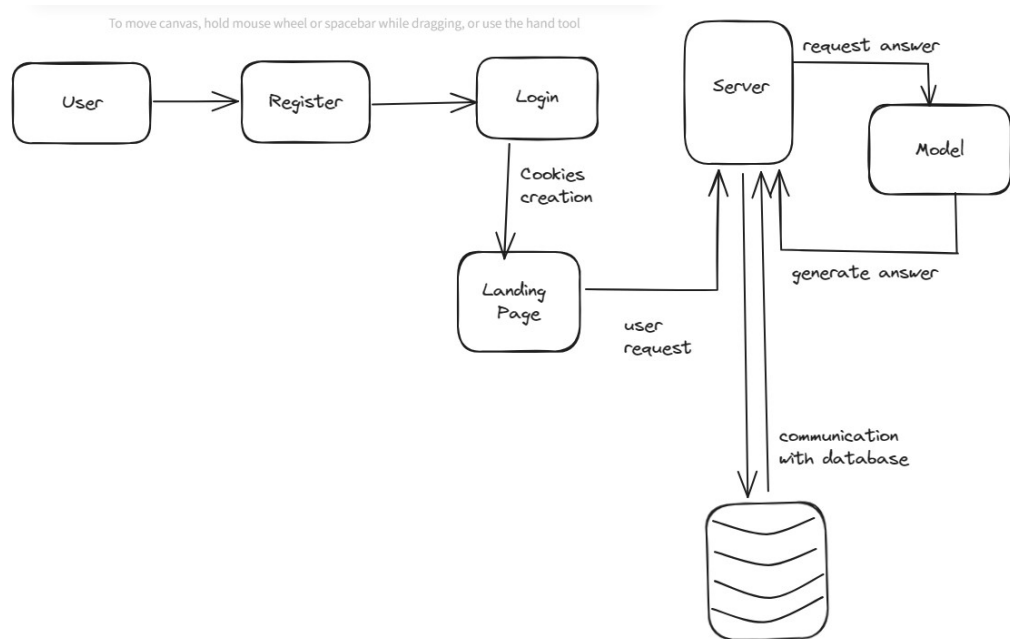 To move canvas, hold mouse wheel or spacebar while dragging, or use the hand tool
User
Register
Login
Server
request answer
Model
Cookies
creation
generate answer
Landing
Page
user
request
communication
with database